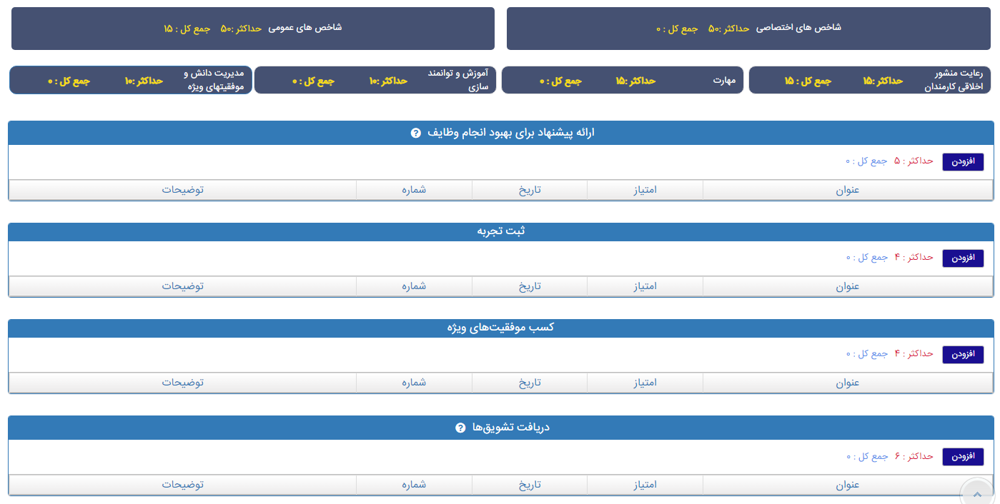 شاخص های اختصاصی حداکثر :۵۰ جمع کل : ۰
شاخص های عمومی حداکثر :۵۰ جمع کل : ۱۵
رعایت منشور اخلاقی کارمندان حداکثر :۱۵ جمع کل : ۱۵
مهارت حداکثر :۱۵ جمع کل : ۰
آموزش و توانمند سازی حداکثر :۱۰ جمع کل : ۰
مدیریت دانش و موفقیتهای ویژه حداکثر :۱۰ جمع کل : ۰
ارائه پیشنهاد برای بهبود انجام وظایف ?
افزودن حداکثر : ۵ جمع کل : ۰
عنوان امتیاز تاریخ شماره توضیحات
ثبت تجربه
افزودن حداکثر : ۴ جمع کل : ۰
عنوان امتیاز تاریخ شماره توضیحات
کسب موفقیت‌های ویژه
افزودن حداکثر : ۴ جمع کل : ۰
عنوان امتیاز تاریخ شماره توضیحات
دریافت تشویق‌ها ?
افزودن حداکثر : ۶ جمع کل : ۰
عنوان امتیاز تاریخ شماره توضیحات